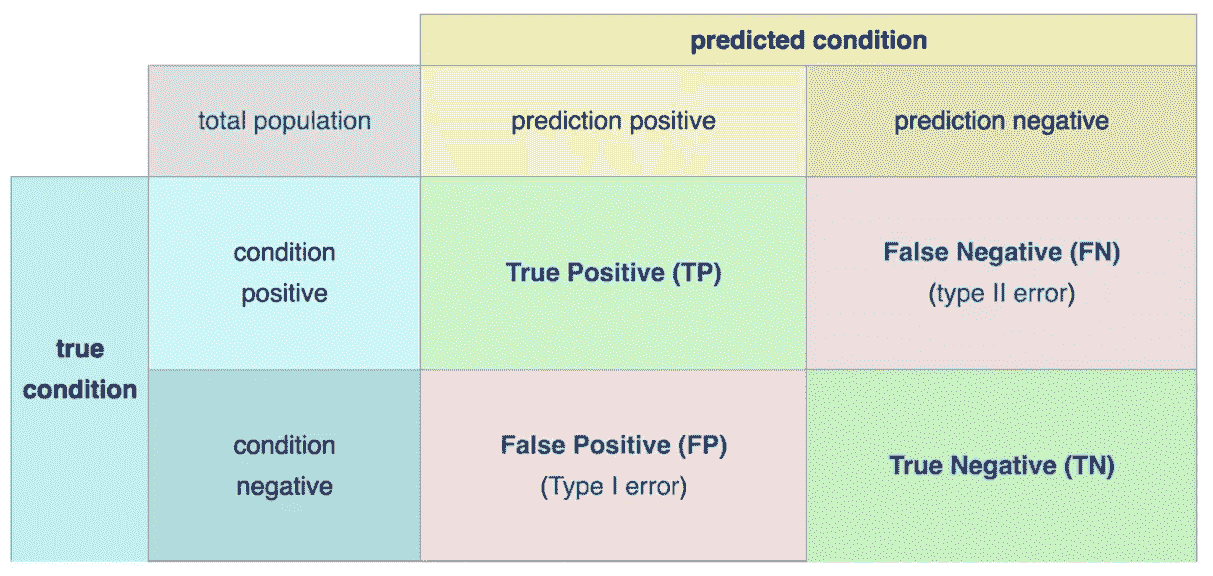 predicted condition
total population
prediction positive
prediction negative
true
condition
condition
positive
True Positive (TP)
False Negative (FN)
(type II error)
condition
negative
False Positive (FP)
(Type I error)
True Negative (TN)